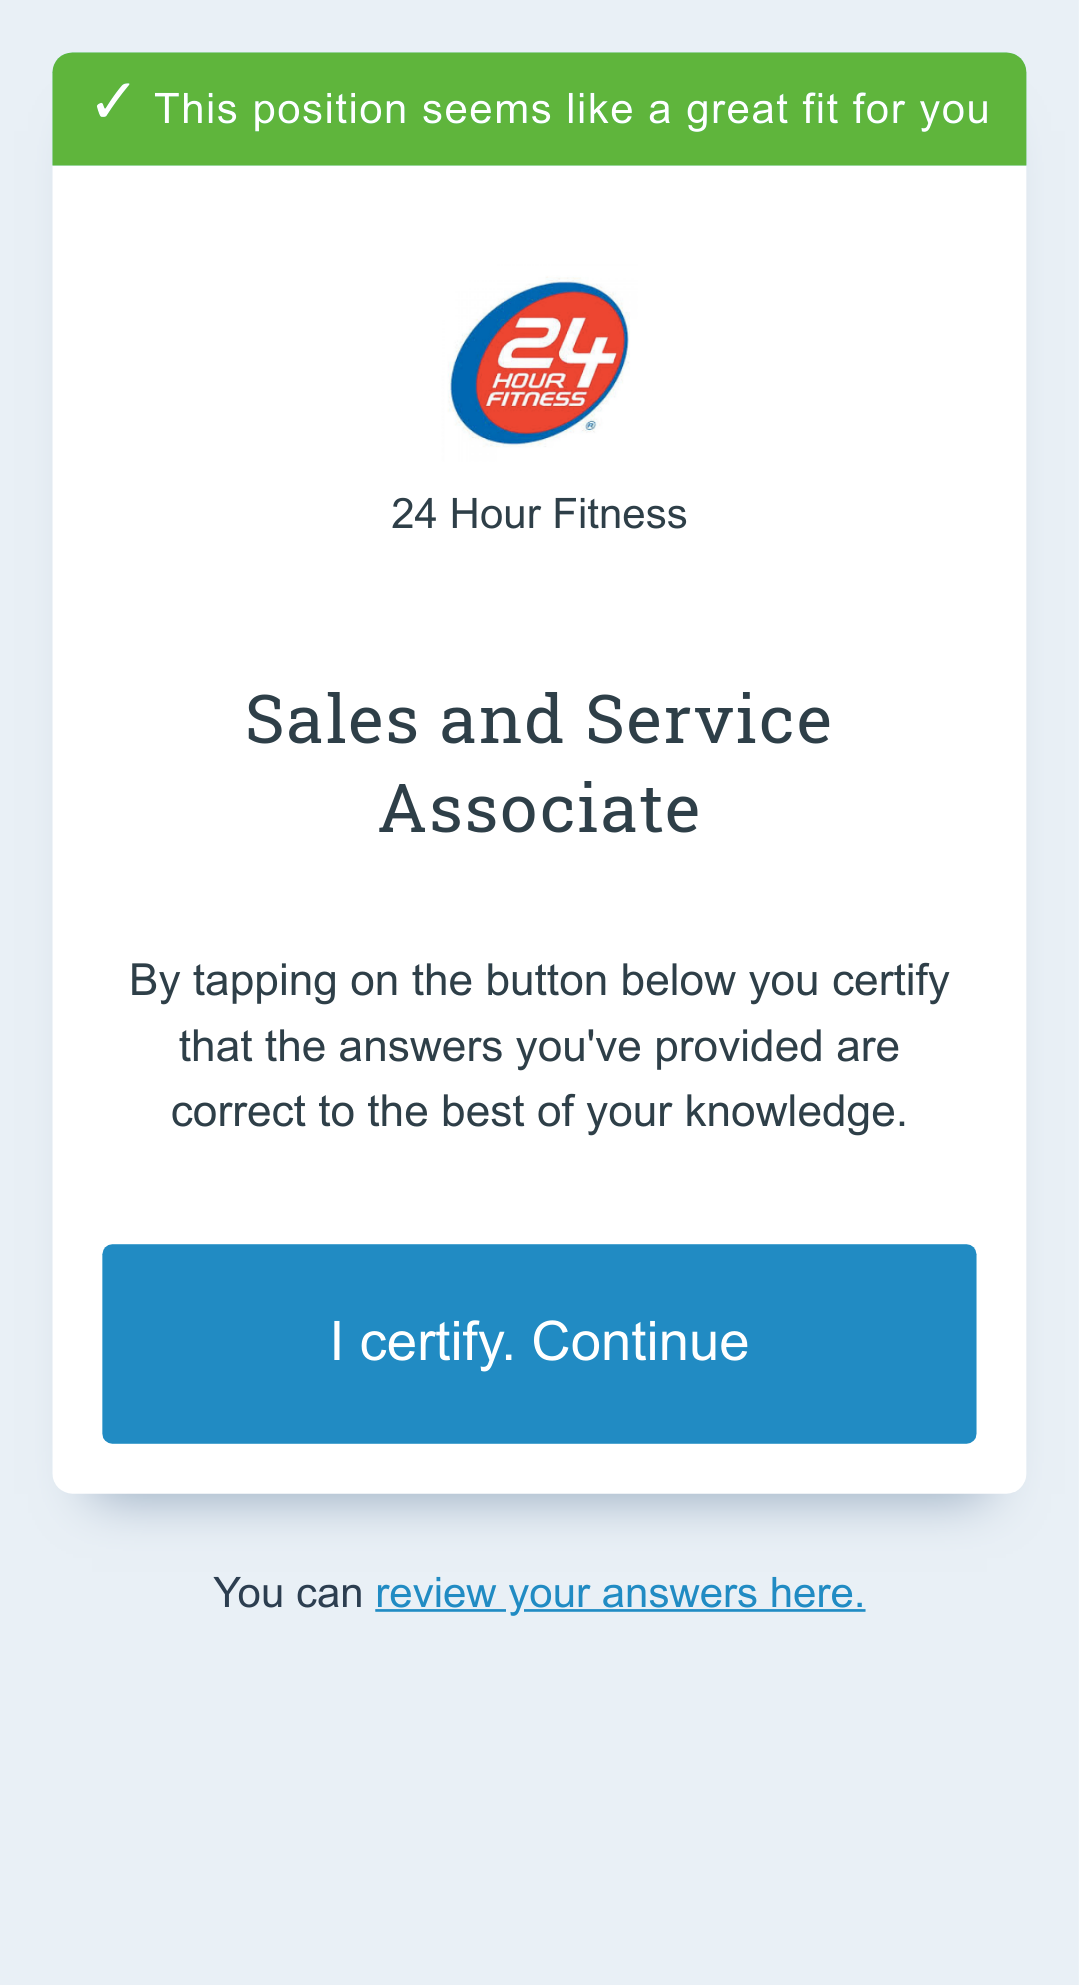 ✓ This position seems like a great fit for you
24
HOUR
FITNESS
®
24 Hour Fitness
Sales and Service
Associate
By tapping on the button below you certify
that the answers you've provided are
correct to the best of your knowledge.
I certify. Continue
You can review your answers here.